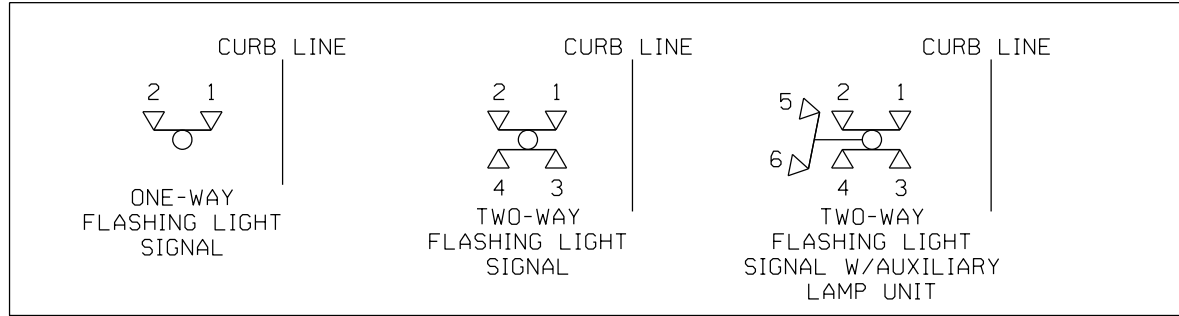 CURB LINE
2 1
ONE-WAY
FLASHING LIGHT
SIGNAL
CURB LINE
2 1
4 3
TWO-WAY
FLASHING LIGHT
SIGNAL
CURB LINE
5 2 1
6 4 3
TWO-WAY
FLASHING LIGHT
SIGNAL W/AUXILIARY
LAMP UNIT